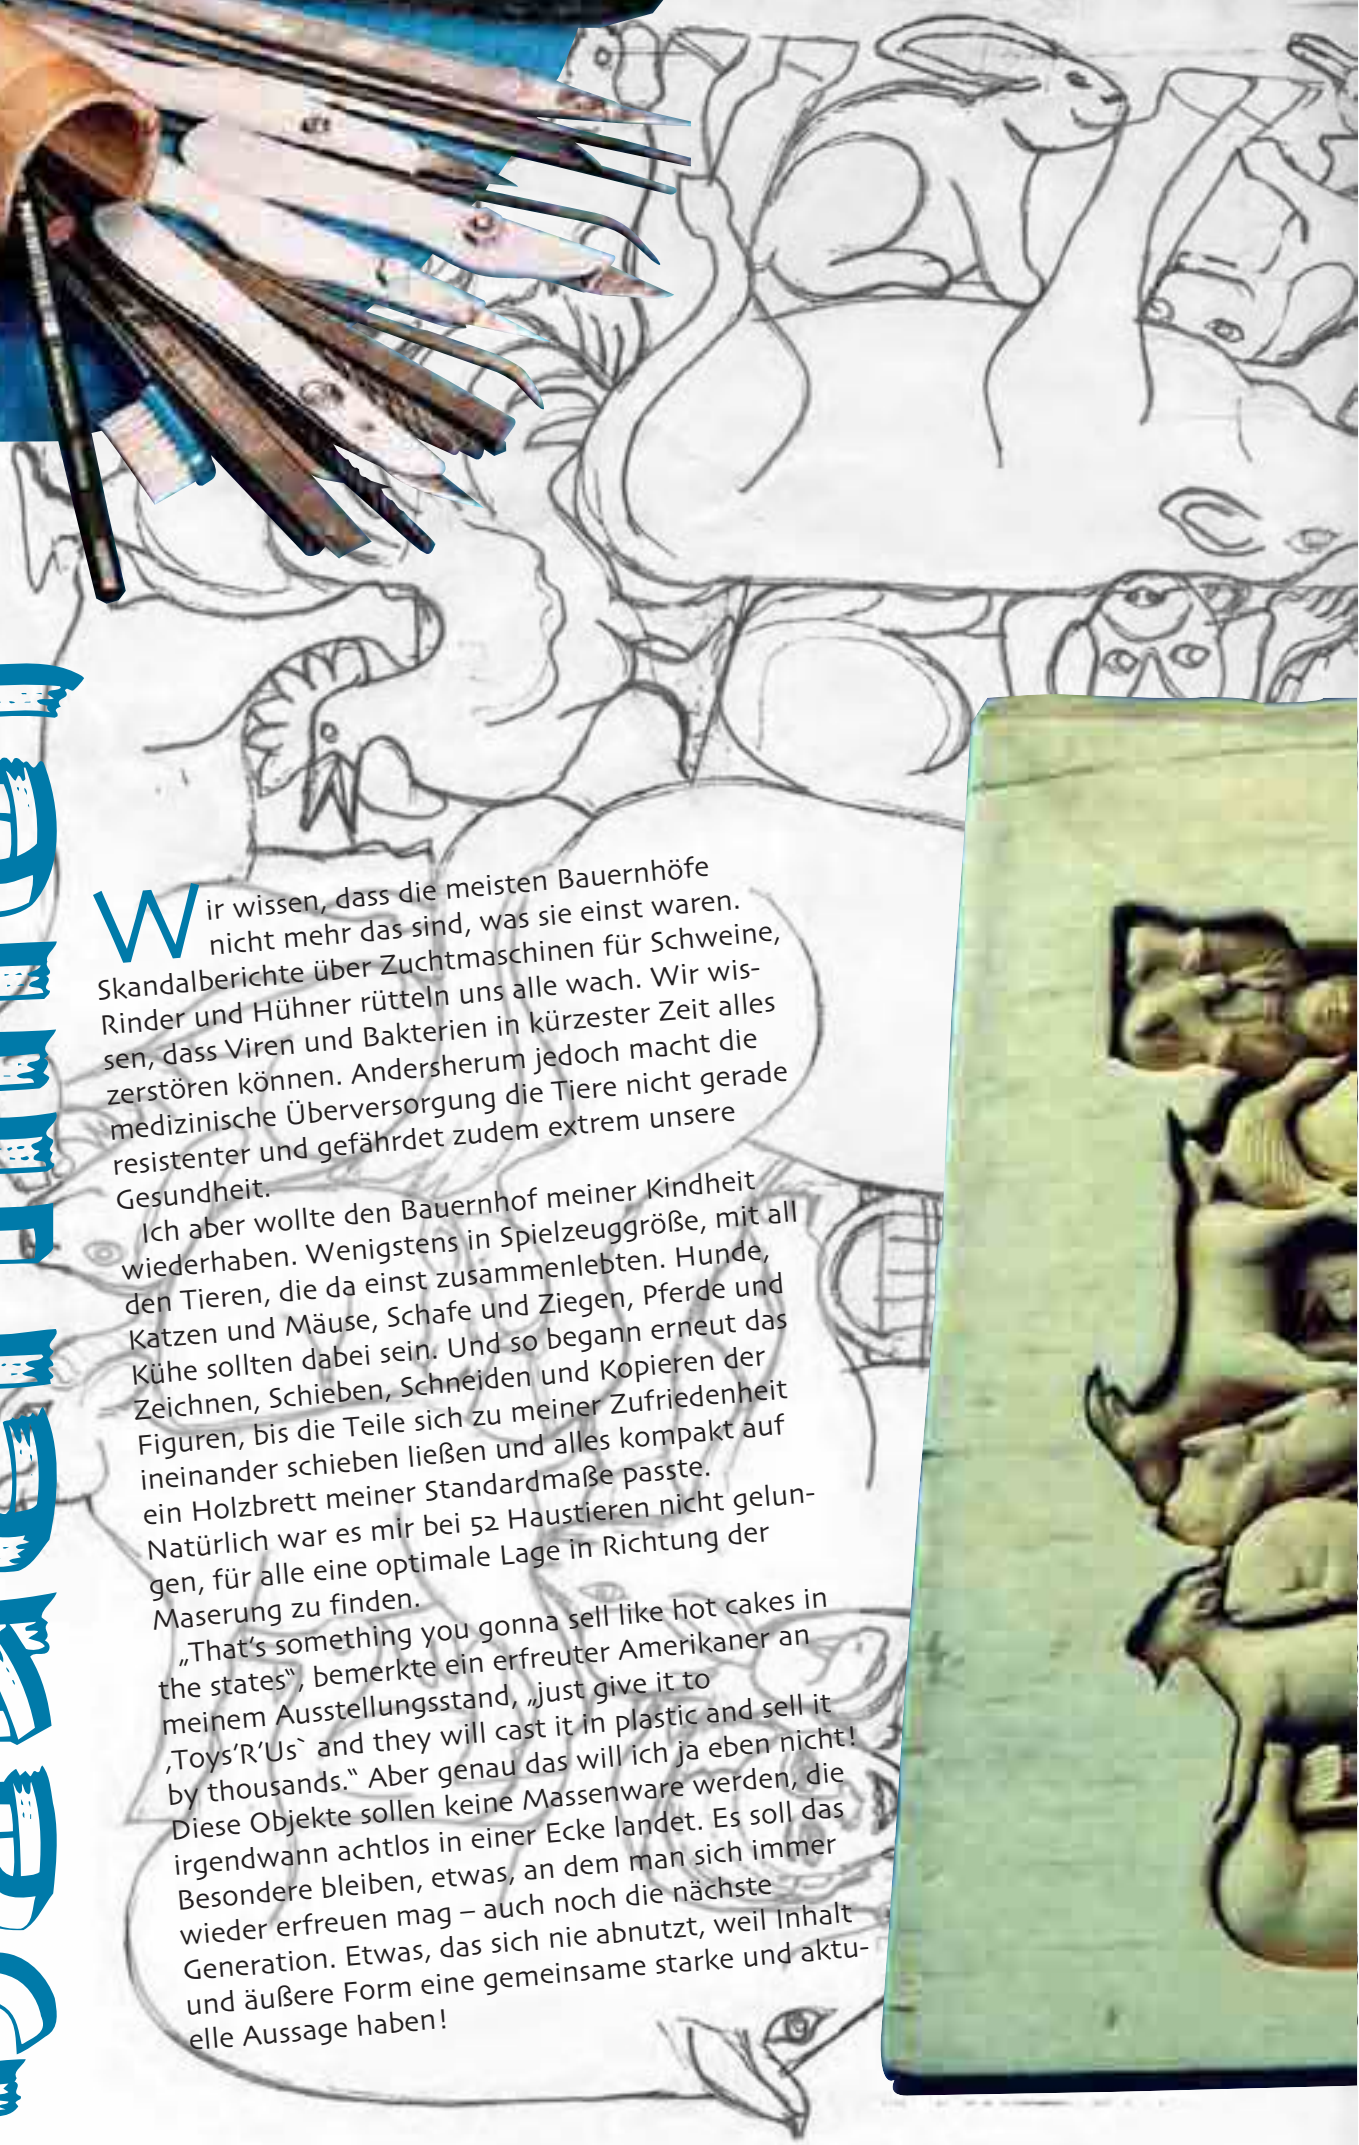 Wir wissen, dass die meisten Bauernhöfe
nicht mehr das sind, was sie einst waren.
Skandalberichte über Zuchtmaschinen für Schweine,
Rinder und Hühner rütteln uns alle wach. Wir wis-
sen, dass Viren und Bakterien in kürzester Zeit alles
zerstören können. Andersherum jedoch macht die
medizinische Überversorgung die Tiere nicht gerade
resistenter und gefährdet zudem extrem unsere
Gesundheit.
Ich aber wollte den Bauernhof meiner Kindheit
wiederhaben. Wenigstens in Spielzeuggröße, mit all
den Tieren, die da einst zusammenlebten. Hunde,
Katzen und Mäuse, Schafe und Ziegen, Pferde und
Kühe sollten dabei sein. Und so begann erneut das
Zeichnen, Schieben, Schneiden und Kopieren der
Figuren, bis die Teile sich zu meiner Zufriedenheit
ineinander schieben ließen und alles kompakt auf
ein Holzbrett meiner Standardmaße passte.
Natürlich war es mir bei 52 Haustieren nicht gelun-
gen, für alle eine optimale Lage in Richtung der
Maserung zu finden.
„That’s something you gonna sell like hot cakes in
the states“, bemerkte ein erfreuter Amerikaner an
meinem Ausstellungsstand, „just give it to
‚Toys’R’Us` and they will cast it in plastic and sell it
by thousands.“ Aber genau das will ich ja eben nicht!
Diese Objekte sollen keine Massenware werden, die
irgendwann achtlos in einer Ecke landet. Es soll das
Besondere bleiben, etwas, an dem man sich immer
wieder erfreuen mag – auch noch die nächste
Generation. Etwas, das sich nie abnutzt, weil Inhalt
und äußere Form eine gemeinsame starke und aktu-
elle Aussage haben!